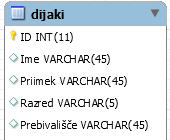 dijaki
ID INT(11)
Ime VARCHAR(45)
Priimek VARCHAR(45)
Razred VARCHAR(5)
Prebivališče VARCHAR(45)